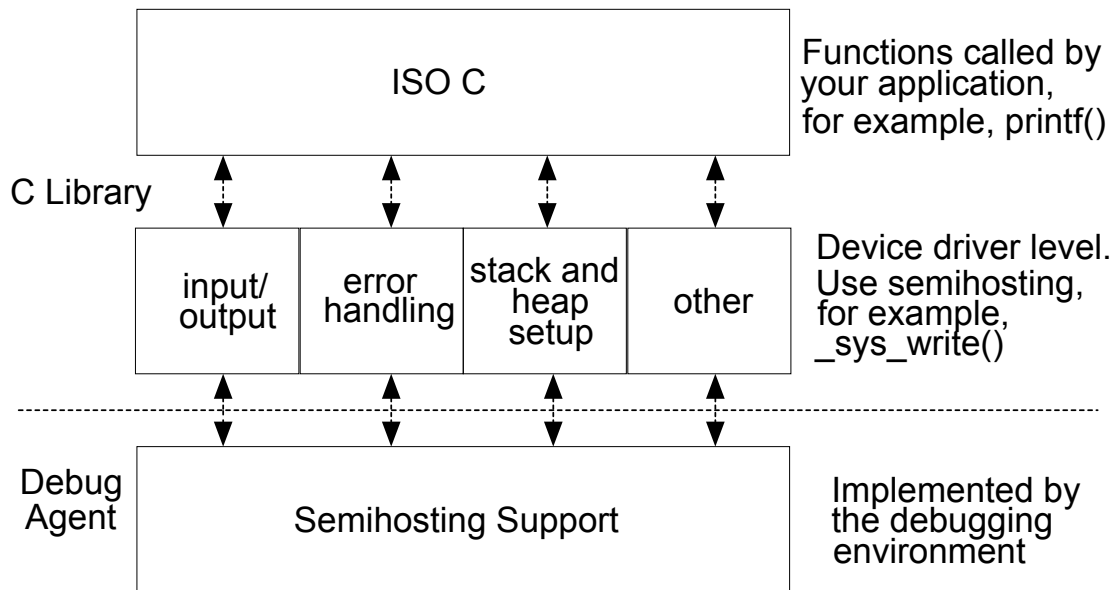 ISO C
Functions called by
your application,
for example, printf()
C Library
input/
output
error
handling
stack and
heap
setup
other
Device driver level.
Use semihosting,
for example,
_sys_write()
Debug
Agent
Semihosting Support
Implemented by
the debugging
environment